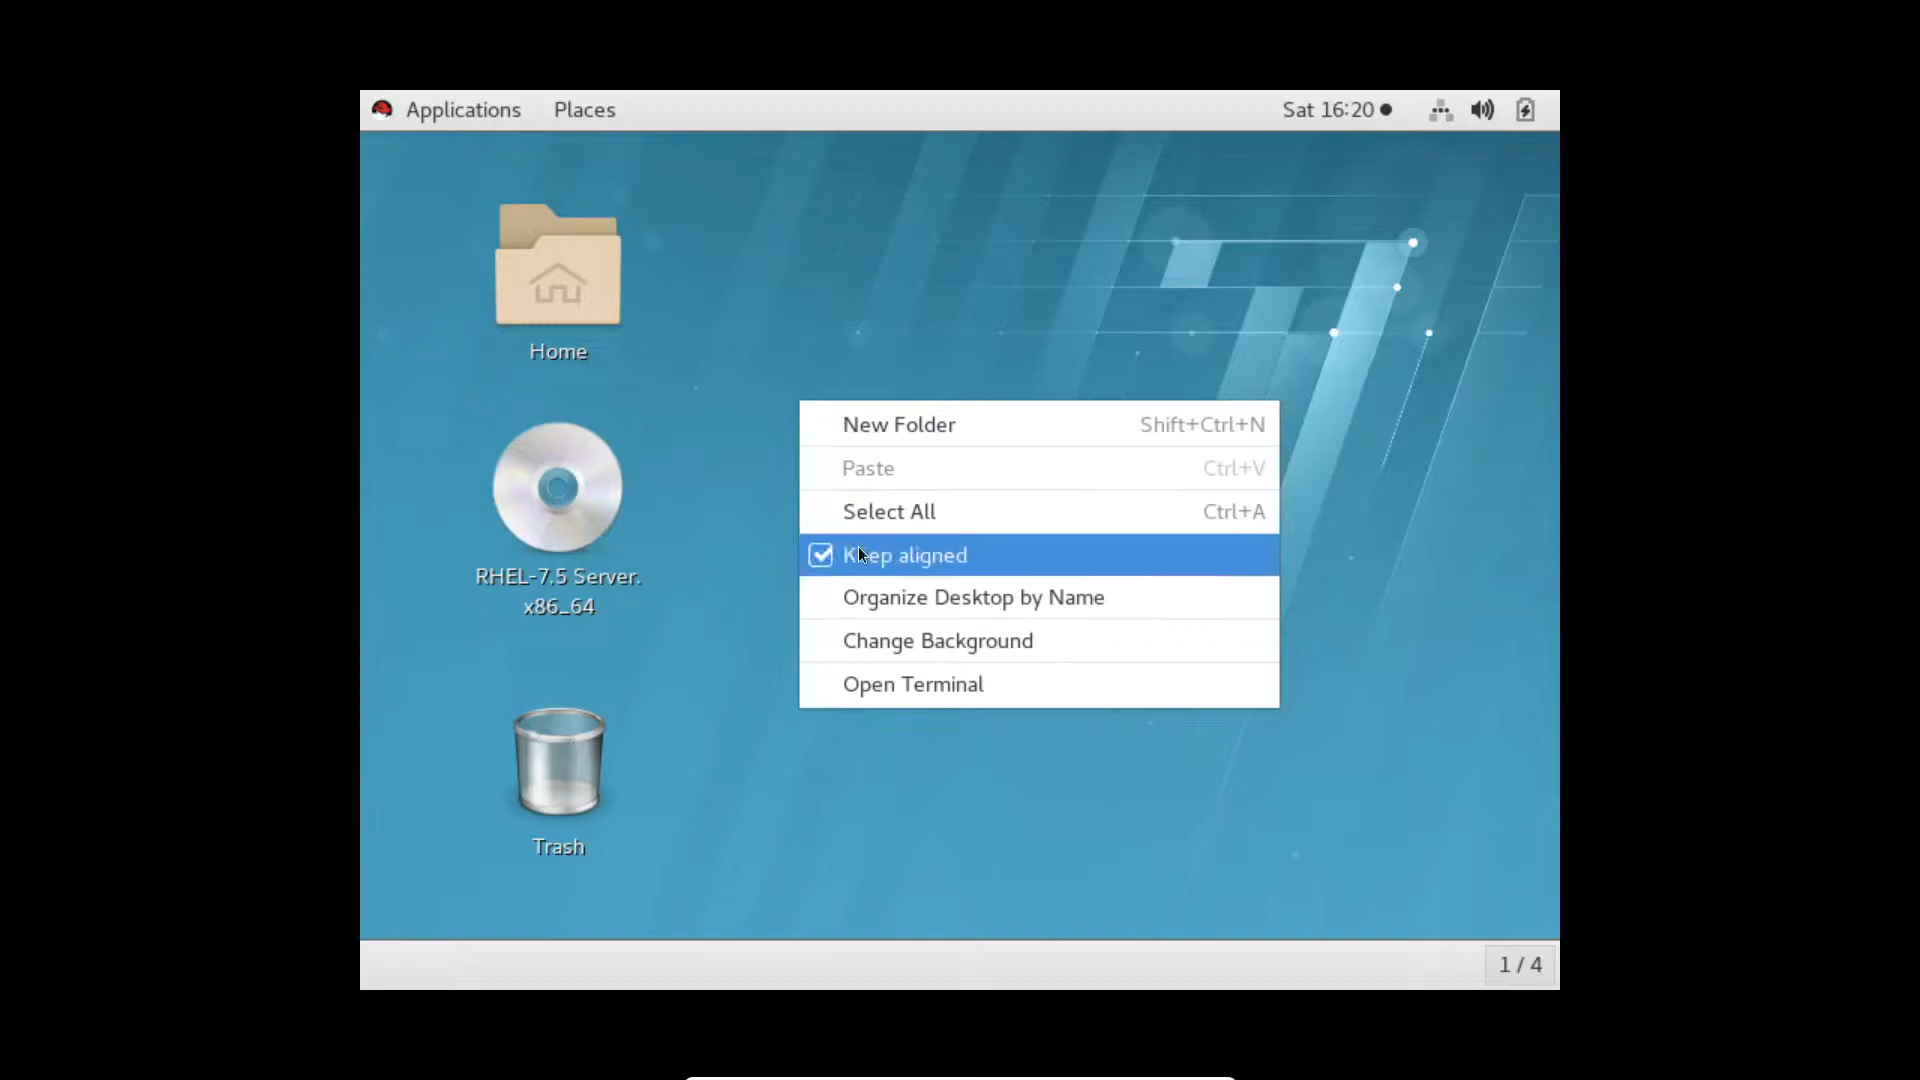 Applications Places Sat 16:20
Home
RHEL-7.5 Server.
x86_64
Trash
New Folder Shift+Ctrl+N
Paste Ctrl+V
Select All Ctrl+A
Keep aligned
Organize Desktop by Name
Change Background
Open Terminal
1 / 4